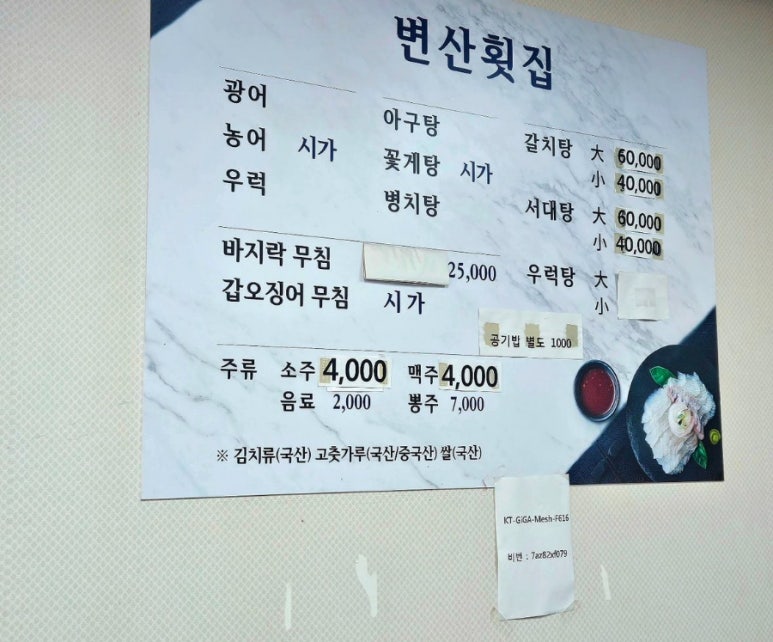 변산횟집
광어
농어 시가
우럭
아구탕
꽃게탕 시가
병치탕
갈치탕 大 60,000
小 40,000
서대탕 大 60,000
小 40,000
우럭탕 大
小
바지락 무침 25,000
갑오징어 무침 시가
공기밥 별도 1000
주류 소주 4,000 맥주 4,000
음료 2,000 뽕주 7,000
※ 김치류(국산) 고춧가루(국산/중국산) 쌀(국산)
KT-GiGA-Mesh-F616
비번 : 7az82xf079